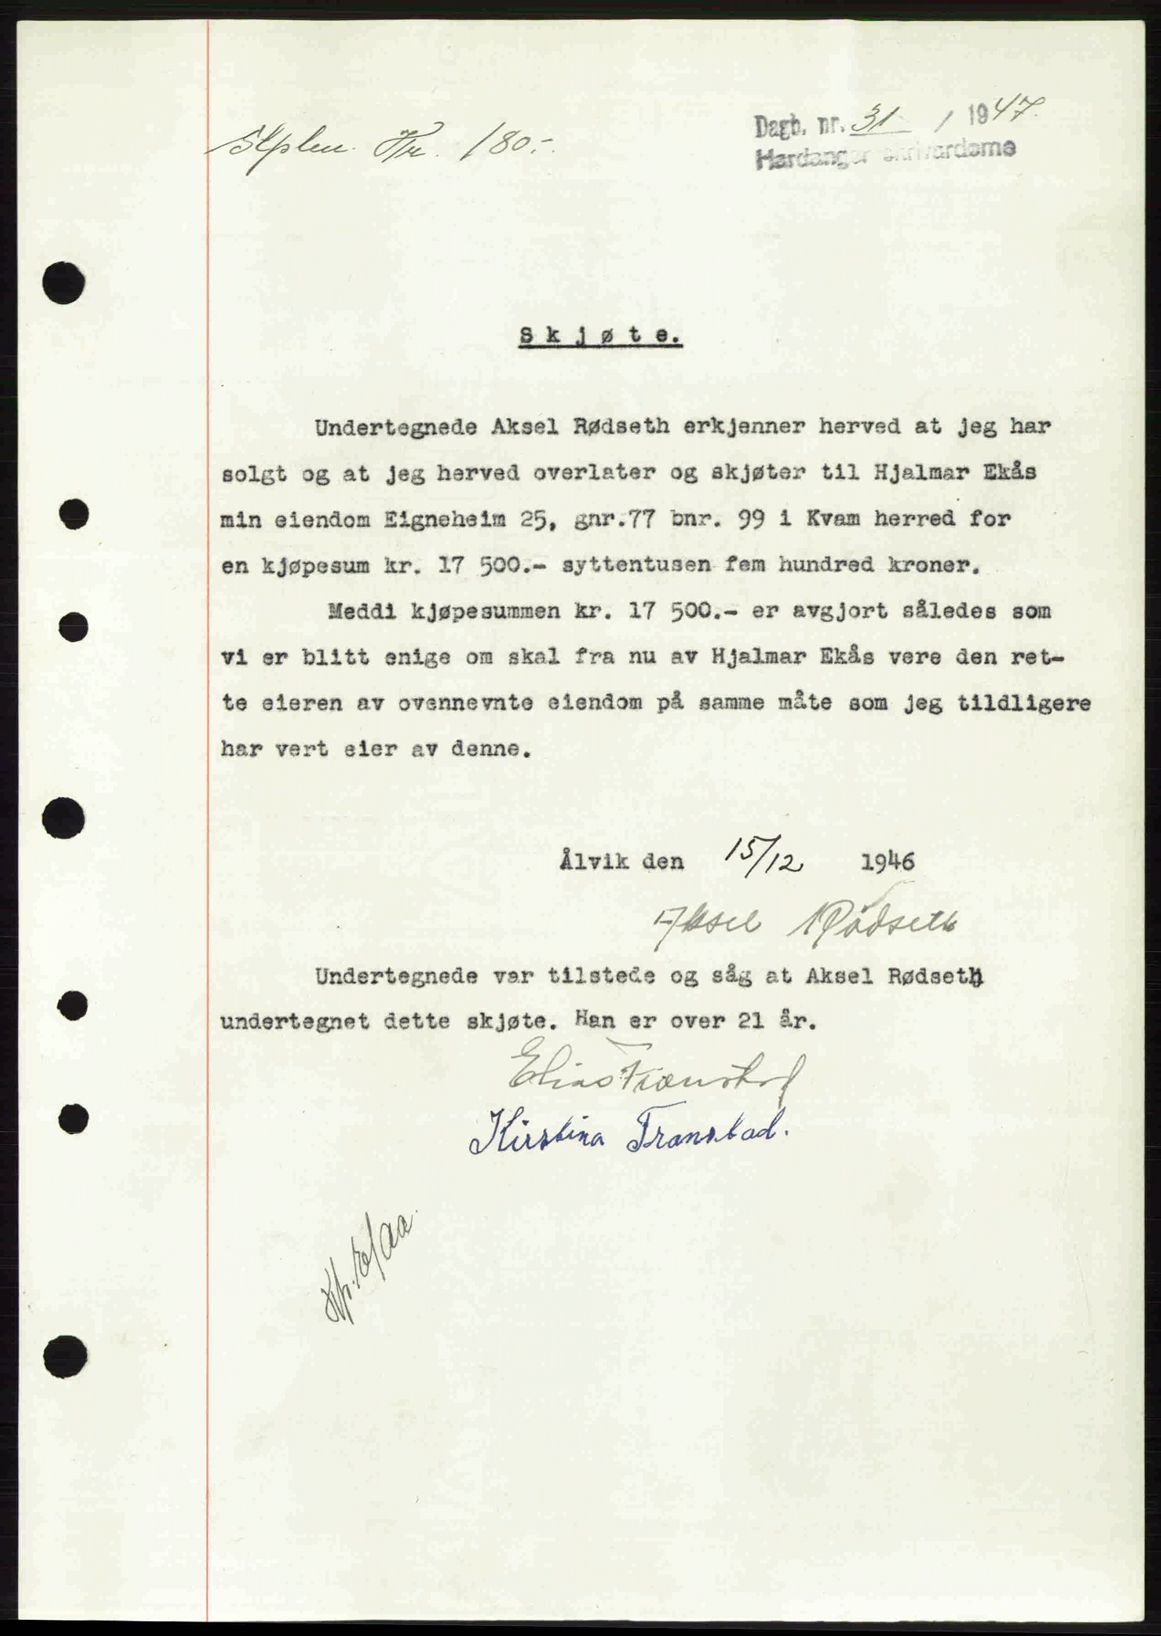 Stplen. Kr. 180.-
Dagb. nr. 31 / 1947.
Hardanger skrivardøme
Skjøte.
Undertegnede Aksel Rødseth erkjenner herved at jeg har
solgt og at jeg herved overlater og skjøter til Hjalmar Ekås
min eiendom Eigneheim 25, gnr.77 bnr. 99 i Kvam herred for
en kjøpesum kr. 17 500.- syttentusen fem hundred kroner.
Meddi kjøpesummen kr. 17 500.- er avgjort således som
vi er blitt enige om skal fra nu av Hjalmar Ekås vere den ret-
te eieren av ovennevnte eiendom på samme måte som jeg tildligere
har vert eier av denne.
Ålvik den 15/12 1946
Aksel Rødseth
Undertegnede var tilstede og såg at Aksel Rødseth
undertegnet dette skjøte. Han er over 21 år.
Elias Transtad
Kirstina Transtad.